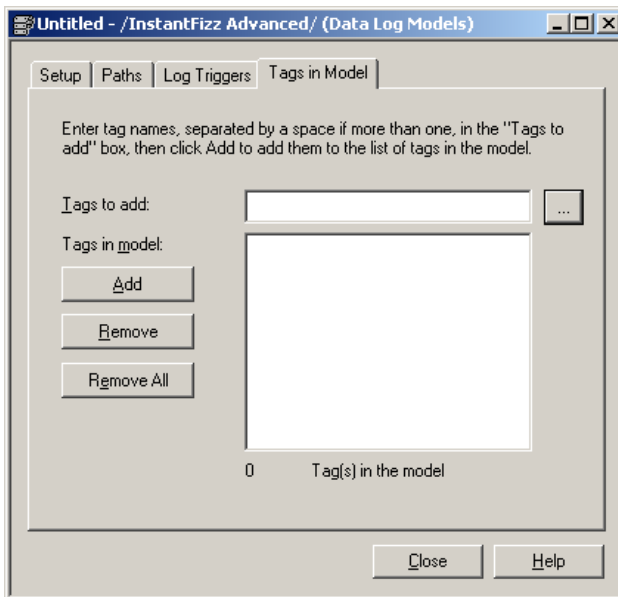 Untitled - /InstantFizz Advanced/ (Data Log Models)
Setup Paths Log Triggers Tags in Model
Enter tag names, separated by a space if more than one, in the "Tags to
add" box, then click Add to add them to the list of tags in the model.
Tags to add:
...
Tags in model:
Add
Remove
Remove All
0 Tag(s) in the model
Close Help